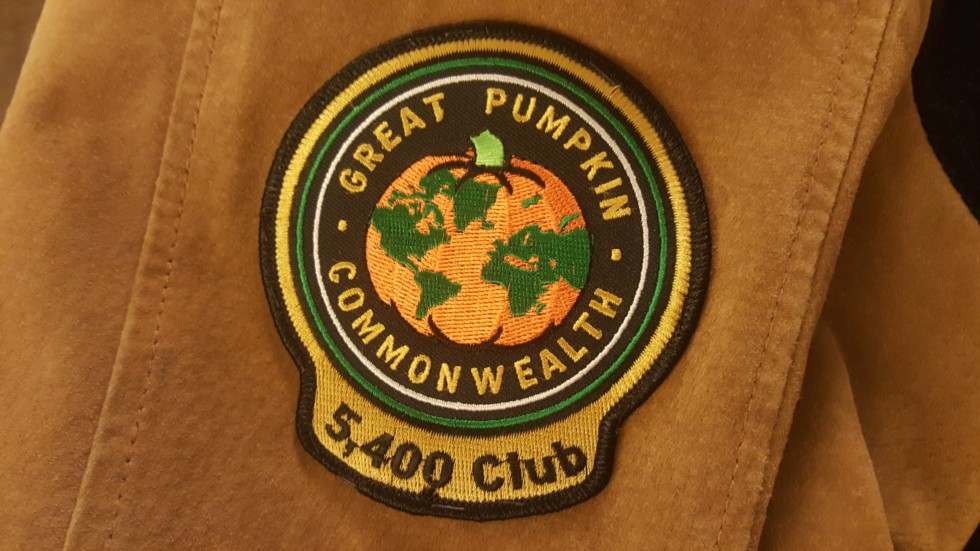 GREAT PUMPKIN
COMMONWEALTH
5,400 Club